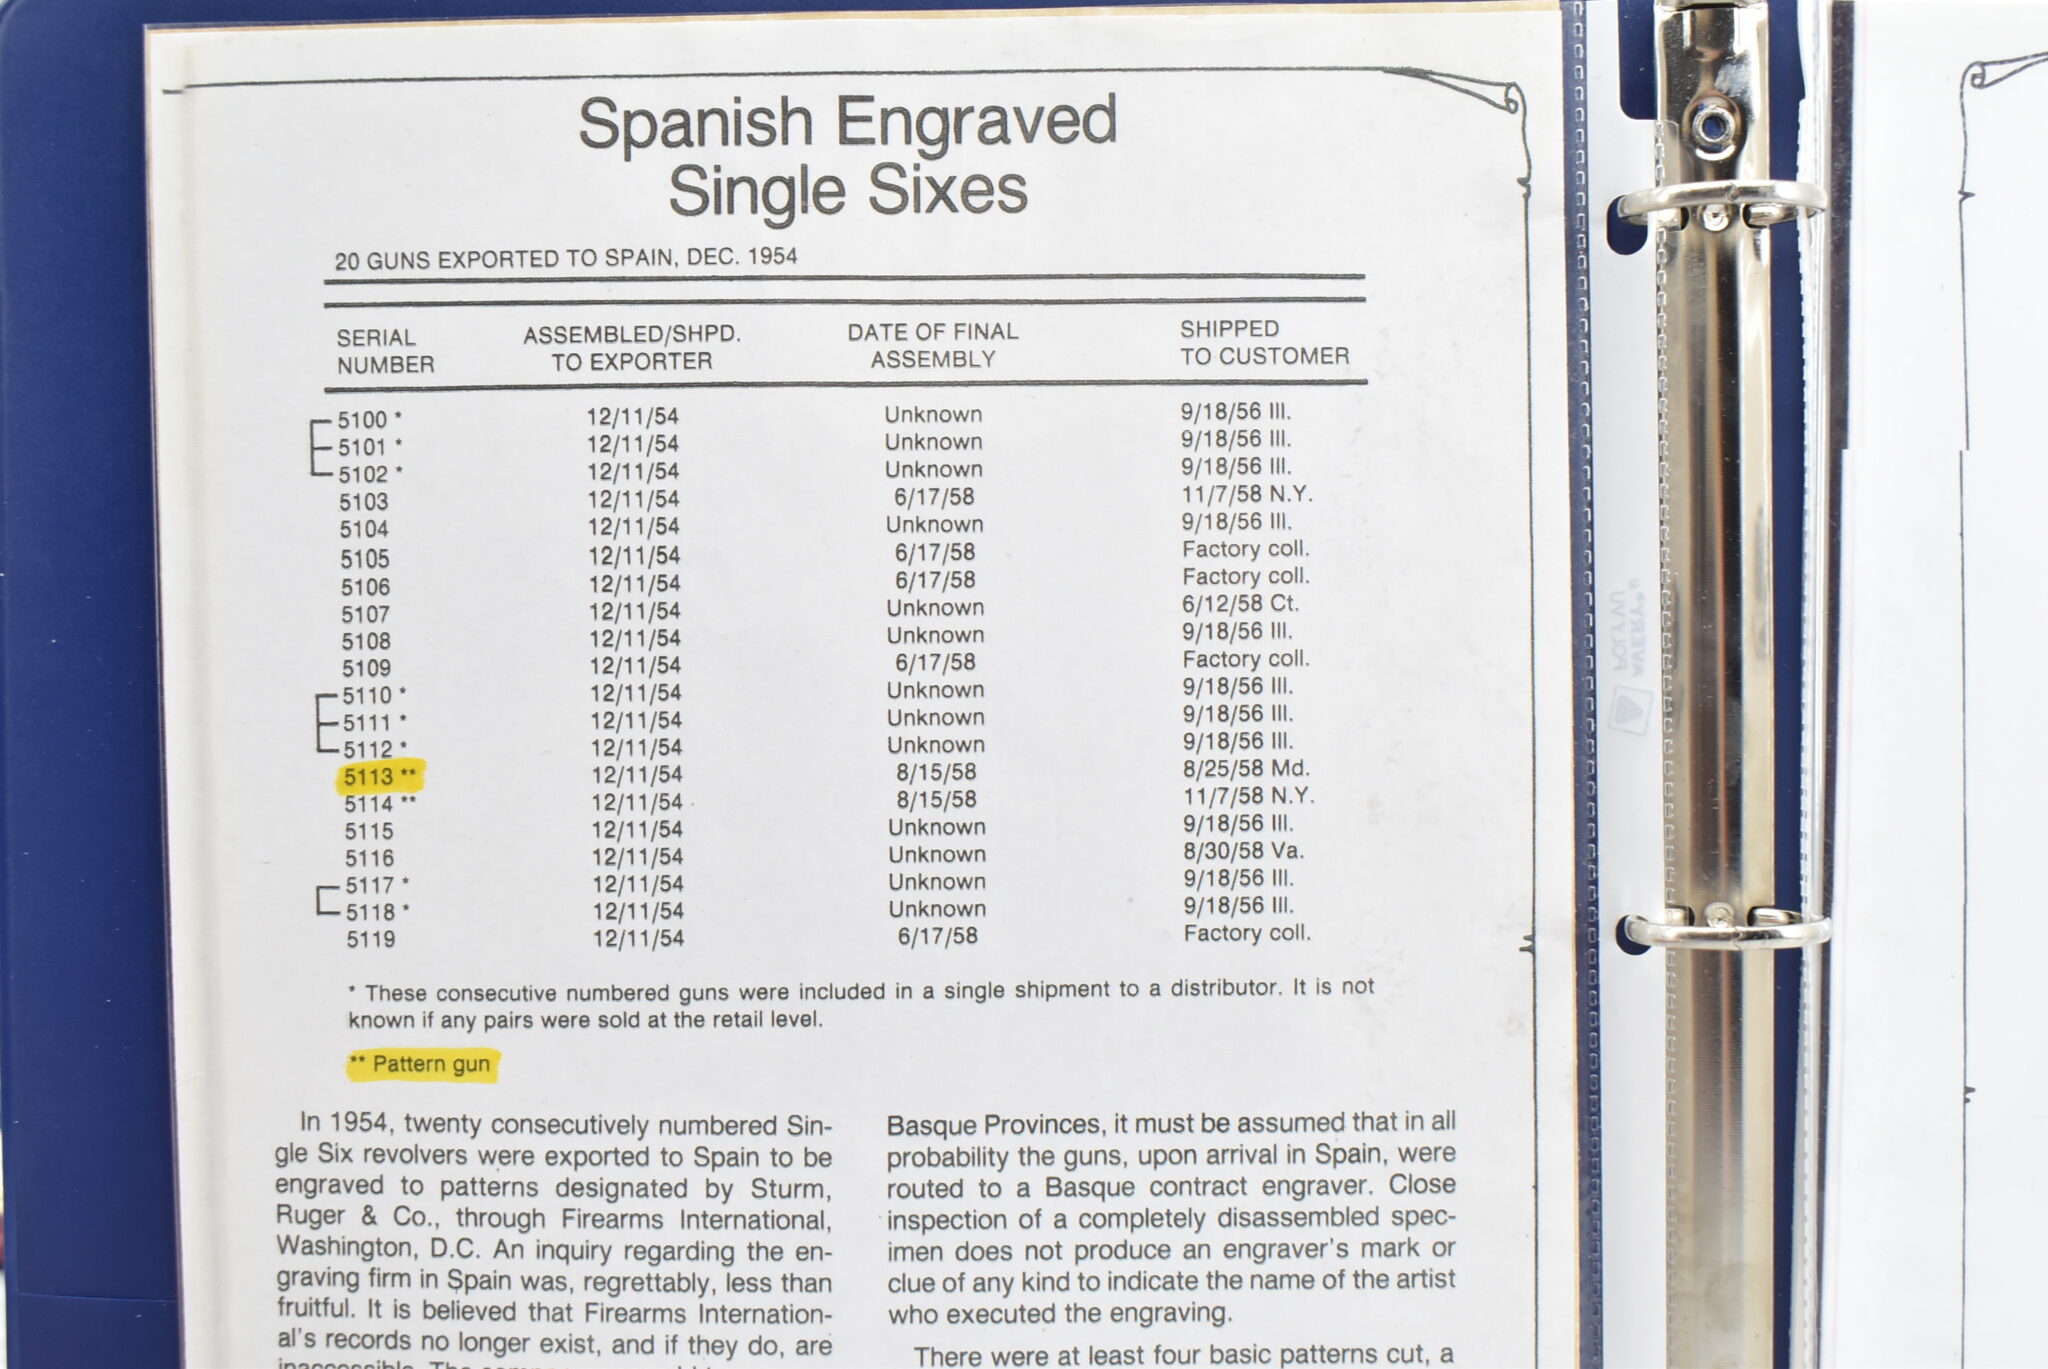 Spanish Engraved
Single Sixes
20 GUNS EXPORTED TO SPAIN, DEC. 1954
SERIAL NUMBER ASSEMBLED/SHPD. TO EXPORTER DATE OF FINAL ASSEMBLY SHIPPED TO CUSTOMER
5100 * 12/11/54 Unknown 9/18/56 Ill.
5101 * 12/11/54 Unknown 9/18/56 Ill.
5102 * 12/11/54 Unknown 9/18/56 Ill.
5103 12/11/54 6/17/58 11/7/58 N.Y.
5104 12/11/54 Unknown 9/18/56 Ill.
5105 12/11/54 6/17/58 Factory coll.
5106 12/11/54 6/17/58 Factory coll.
5107 12/11/54 Unknown 6/12/58 Ct.
5108 12/11/54 Unknown 9/18/56 Ill.
5109 12/11/54 6/17/58 Factory coll.
5110 * 12/11/54 Unknown 9/18/56 Ill.
5111 * 12/11/54 Unknown 9/18/56 Ill.
5112 * 12/11/54 Unknown 9/18/56 Ill.
5113 ** 12/11/54 8/15/58 8/25/58 Md.
5114 ** 12/11/54 8/15/58 11/7/58 N.Y.
5115 12/11/54 Unknown 9/18/56 Ill.
5116 12/11/54 Unknown 8/30/58 Va.
5117 * 12/11/54 Unknown 9/18/56 Ill.
5118 * 12/11/54 Unknown 9/18/56 Ill.
5119 12/11/54 6/17/58 Factory coll.
* These consecutive numbered guns were included in a single shipment to a distributor. It is not
known if any pairs were sold at the retail level.
** Pattern gun
In 1954, twenty consecutively numbered Sin-
gle Six revolvers were exported to Spain to be
engraved to patterns designated by Sturm,
Ruger & Co., through Firearms International,
Washington, D.C. An inquiry regarding the en-
graving firm in Spain was, regrettably, less than
fruitful. It is believed that Firearms Internation-
al's records no longer exist, and if they do, are
Basque Provinces, it must be assumed that in all
probability the guns, upon arrival in Spain, were
routed to a Basque contract engraver. Close
inspection of a completely disassembled spec-
imen does not produce an engraver's mark or
clue of any kind to indicate the name of the artist
who executed the engraving.
There were at least four basic patterns cut, a
AVERY®
POLYVU